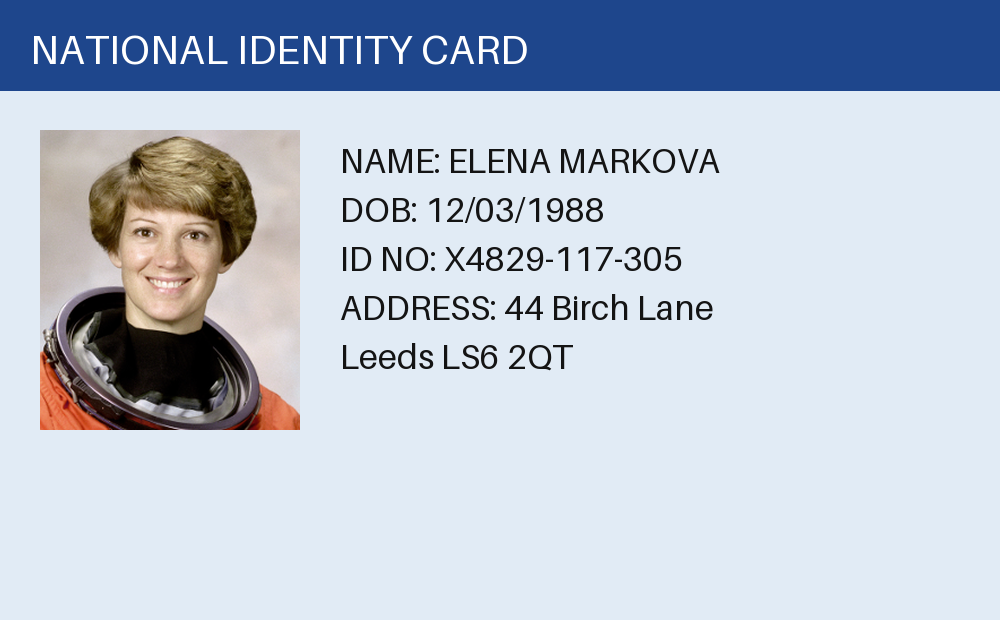 NATIONAL IDENTITY CARD
NAME: ELENA MARKOVA
DOB: 12/03/1988
ID NO: X4829-117-305
ADDRESS: 44 Birch Lane
Leeds LS6 2QT